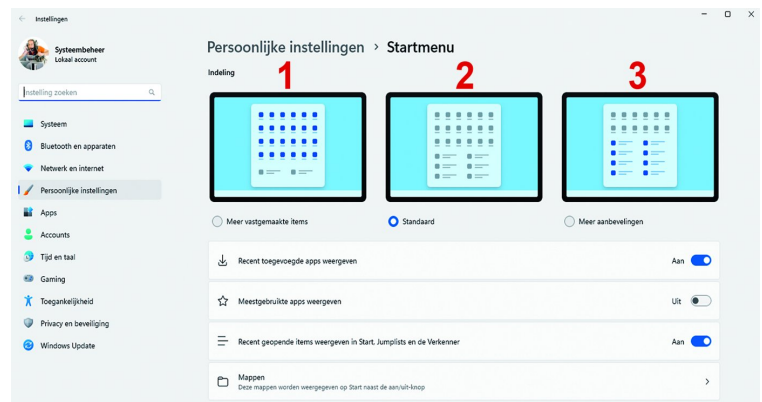 Instellingen
Systeembeheer
Lokaal account
Instelling zoeken
Systeem
Bluetooth en apparaten
Netwerk en internet
Persoonlijke instellingen
Apps
Accounts
Tijd en taal
Gaming
Toegankelijkheid
Privacy en beveiliging
Windows Update
Persoonlijke instellingen > Startmenu
Indeling
1 2 3
Meer vastgemaakte items Standaard Meer aanbevelingen
Recent toegevoegde apps weergeven Aan
Meestgebruikte apps weergeven Uit
Recent geopende items weergeven in Start, Jumplists en de Verkenner Aan
Mappen
Deze mappen worden weergegeven op Start naast de aan/uit-knop